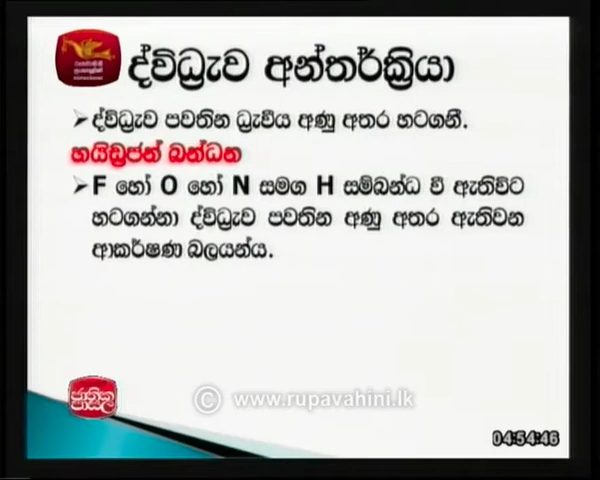 ද්විධ්‍රැව අන්තර්ක්‍රියා
➢ද්විධ්‍රැව පවතින ධ්‍රැවීය අණු අතර හටගනී.
හයිඩ්‍රජන් බන්ධන
➢F හෝ O හෝ N සමග H සම්බන්ධ වී ඇතිවිට
හටගන්නා ද්විධ්‍රැව පවතින අණු අතර ඇතිවන
ආකර්ෂණ බලයන්ය.
ජාතික
පාසල
© www.rupavahini.lk
04:54:46